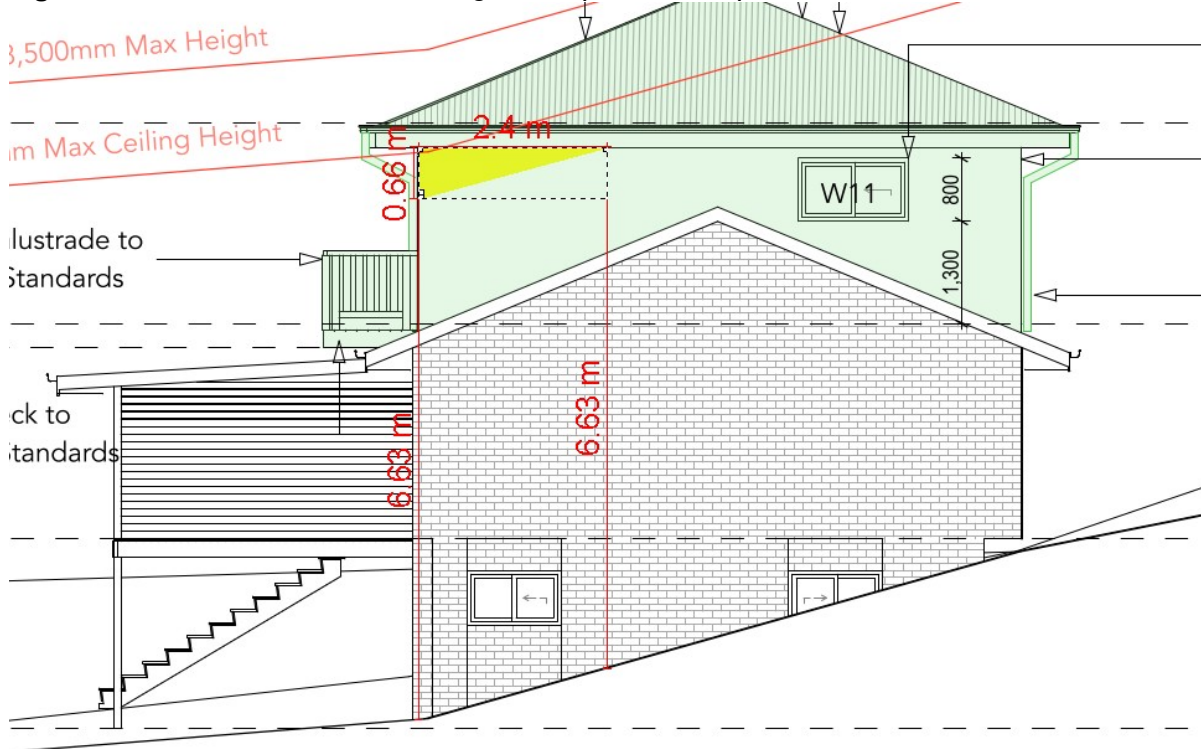 3,500mm Max Height
m Max Ceiling Height
2.4 m
0.66 m
W11
800
1,300
lustrade to
Standards
6.63 m
6.63 m
ck to
Standards